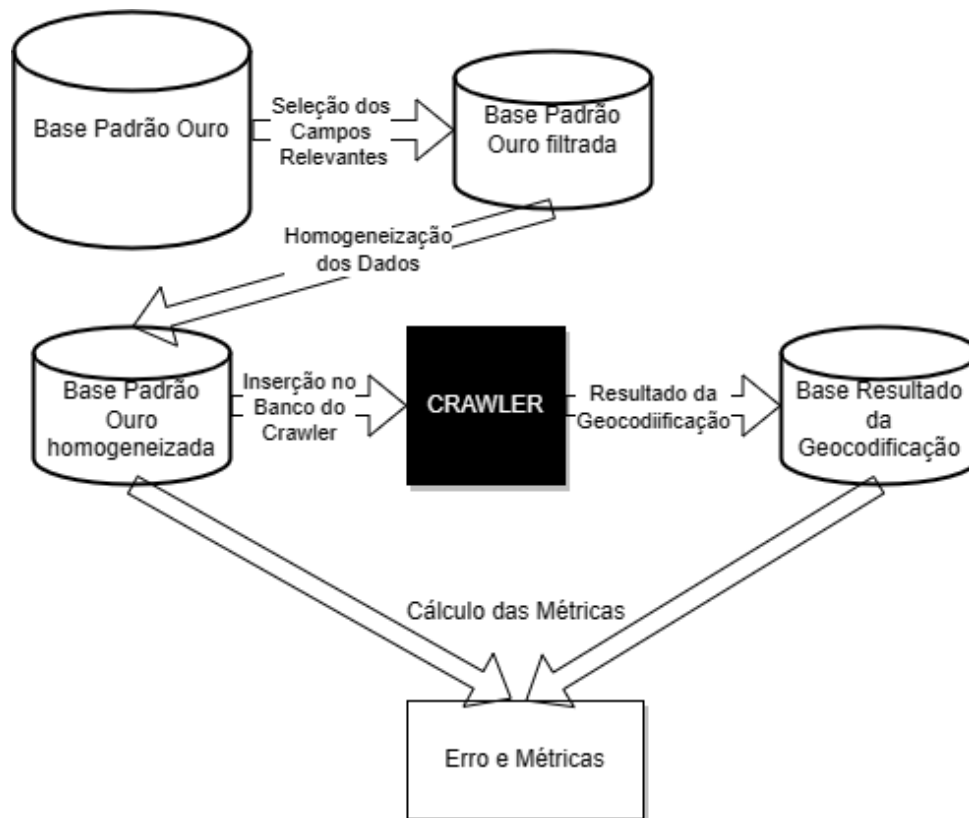 Base Padrão Ouro
Seleção dos
Campos
Relevantes
Base Padrão
Ouro filtrada
Homogeneização
dos Dados
Base Padrão
Ouro
homogeneizada
Inserção no
Banco do
Crawler
CRAWLER
Resultado da
Geocodiificação
Base Resultado
da
Geocodificação
Cálculo das Métricas
Erro e Métricas